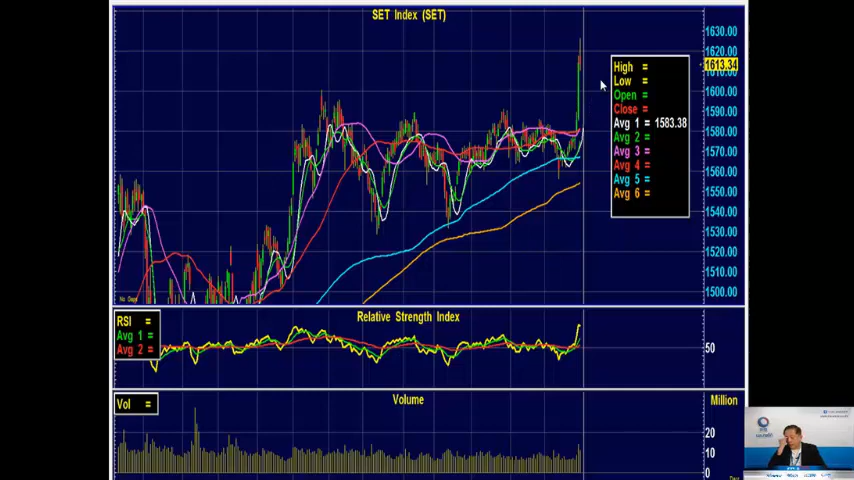 SET Index (SET)
1630.00
1620.00
1613.34
1610.00
1600.00
1590.00
1580.00
1570.00
1560.00
1550.00
1540.00
1530.00
1520.00
1510.00
1500.00
High =
Low =
Open =
Close =
Avg 1 = 1583.38
Avg 2 =
Avg 3 =
Avg 4 =
Avg 5 =
Avg 6 =
Relative Strength Index
RSI =
Avg 1 =
Avg 2 =
50
Volume
Vol =
Million
20
10
0